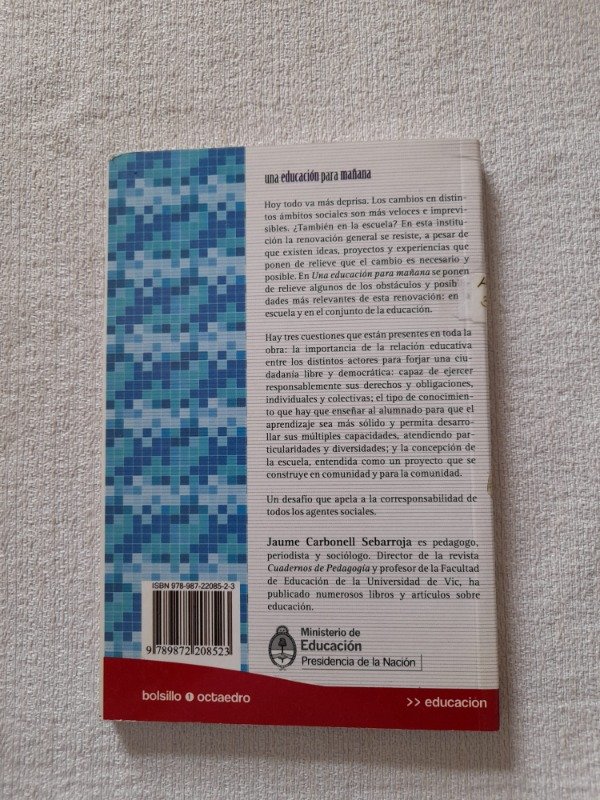 una educación para mañana
Hoy todo va más deprisa. Los cambios en distin-
tos ámbitos sociales son más veloces e imprevi-
sibles. ¿También en la escuela? En esta institu-
ción la renovación general se resiste, a pesar de
que existen ideas, proyectos y experiencias que
ponen de relieve que el cambio es necesario y
posible. En Una educación para mañana se ponen
de relieve algunos de los obstáculos y posib
dades más relevantes de esta renovación: en
escuela y en el conjunto de la educación.
Hay tres cuestiones que están presentes en toda la
obra: la importancia de la relación educativa
entre los distintos actores para forjar una ciu-
dadanía libre y democrática: capaz de ejercer
responsablemente sus derechos y obligaciones,
individuales y colectivas; el tipo de conocimiento
que hay que enseñar al alumnado para que el
aprendizaje sea más sólido y permita desarro-
llar sus múltiples capacidades, atendiendo par-
ticularidades y diversidades; y la concepción de
la escuela, entendida como un proyecto que se
construye en comunidad y para la comunidad.
Un desafío que apela a la corresponsabilidad de
todos los agentes sociales.
Jaume Carbonell Sebarroja es pedagogo,
periodista y sociólogo. Director de la revista
Cuadernos de Pedagogía y profesor de la Facultad
de Educación de la Universidad de Vic, ha
publicado numerosos libros y artículos sobre
educación.
ISBN 978-987-22085-2-3
9 789872 208523
Ministerio de
Educación
Presidencia de la Nación
bolsillo octaedro
>> educacion